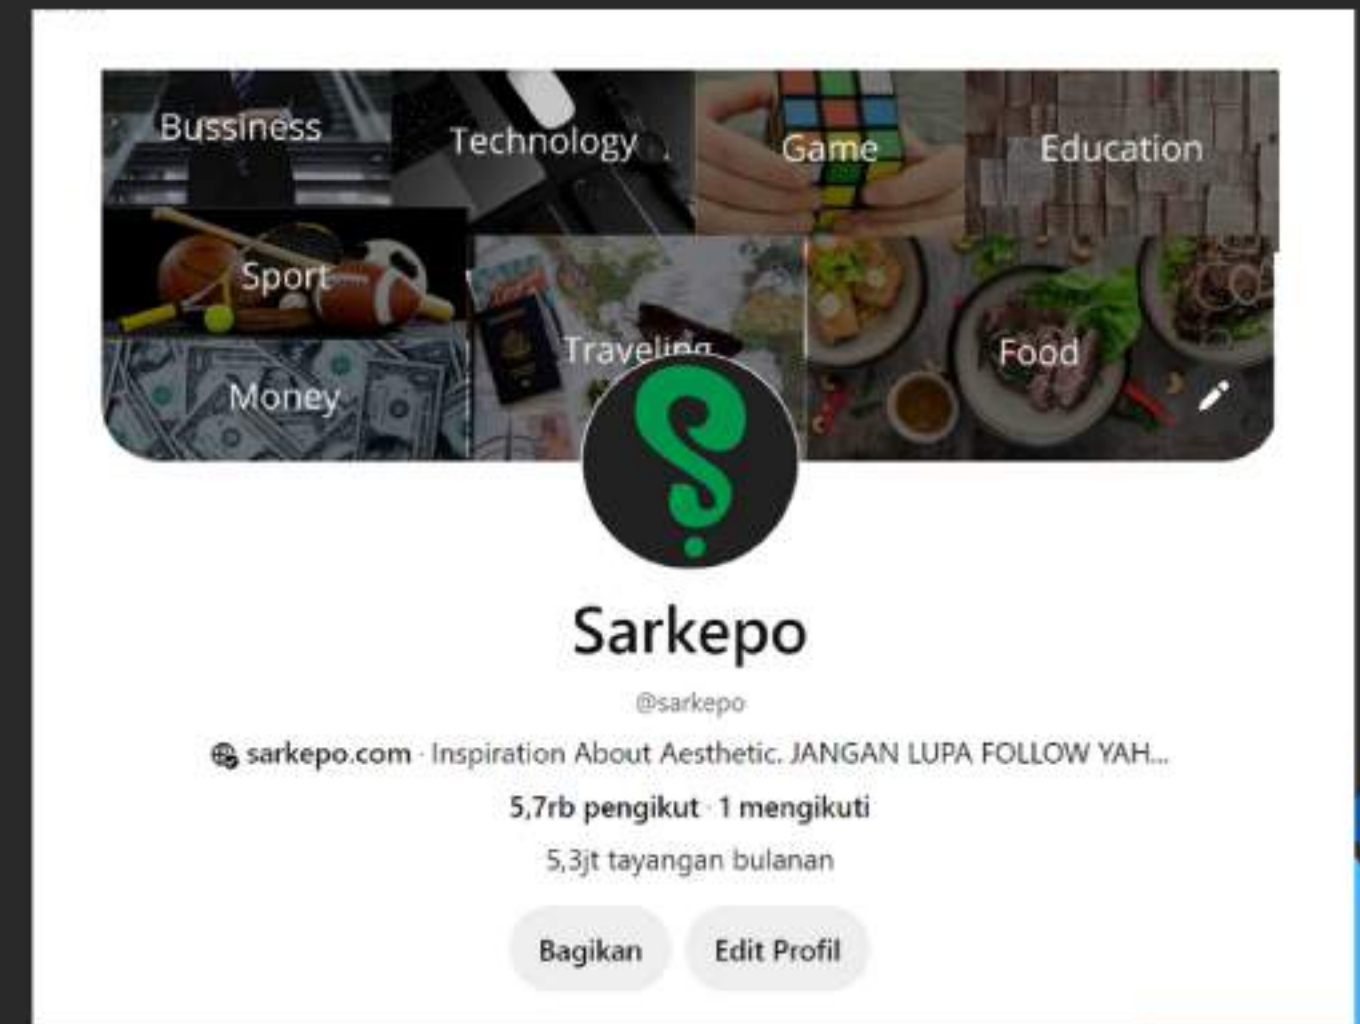 Bussiness
Technology
Game
Education
Sport
Traveling
Food
Money
Sarkepo
@sarkepo
sarkepo.com · Inspiration About Aesthetic. JANGAN LUPA FOLLOW YAH...
5,7rb pengikut · 1 mengikuti
5,3jt tayangan bulanan
Bagikan
Edit Profil